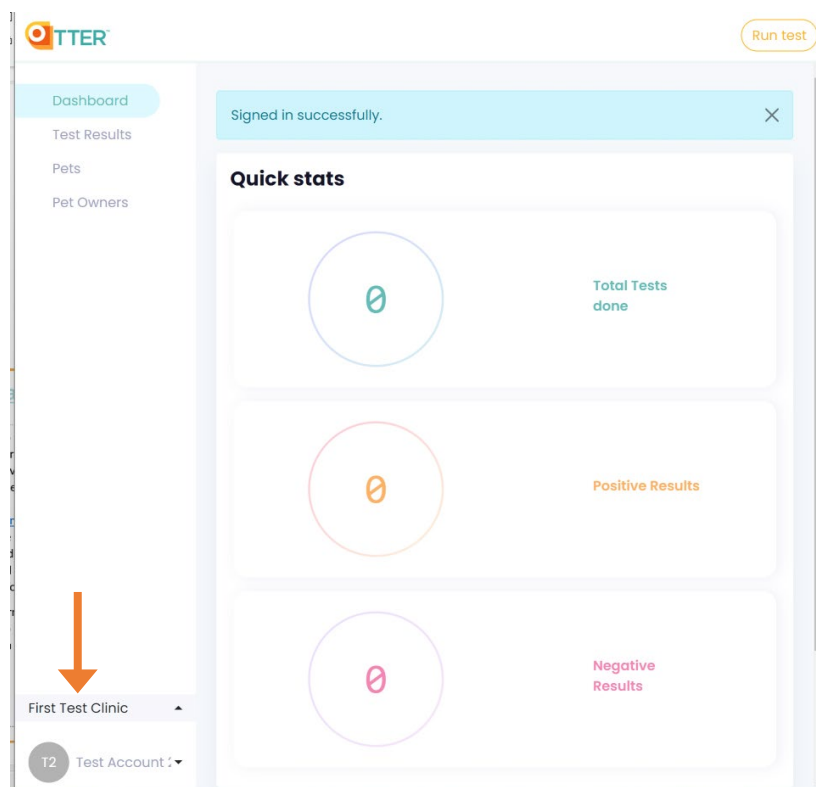 OTTER
Run test
Dashboard
Test Results
Pets
Pet Owners
Signed in successfully.
Quick stats
0
Total Tests
done
0
Positive Results
0
Negative
Results
First Test Clinic
T2 Test Account